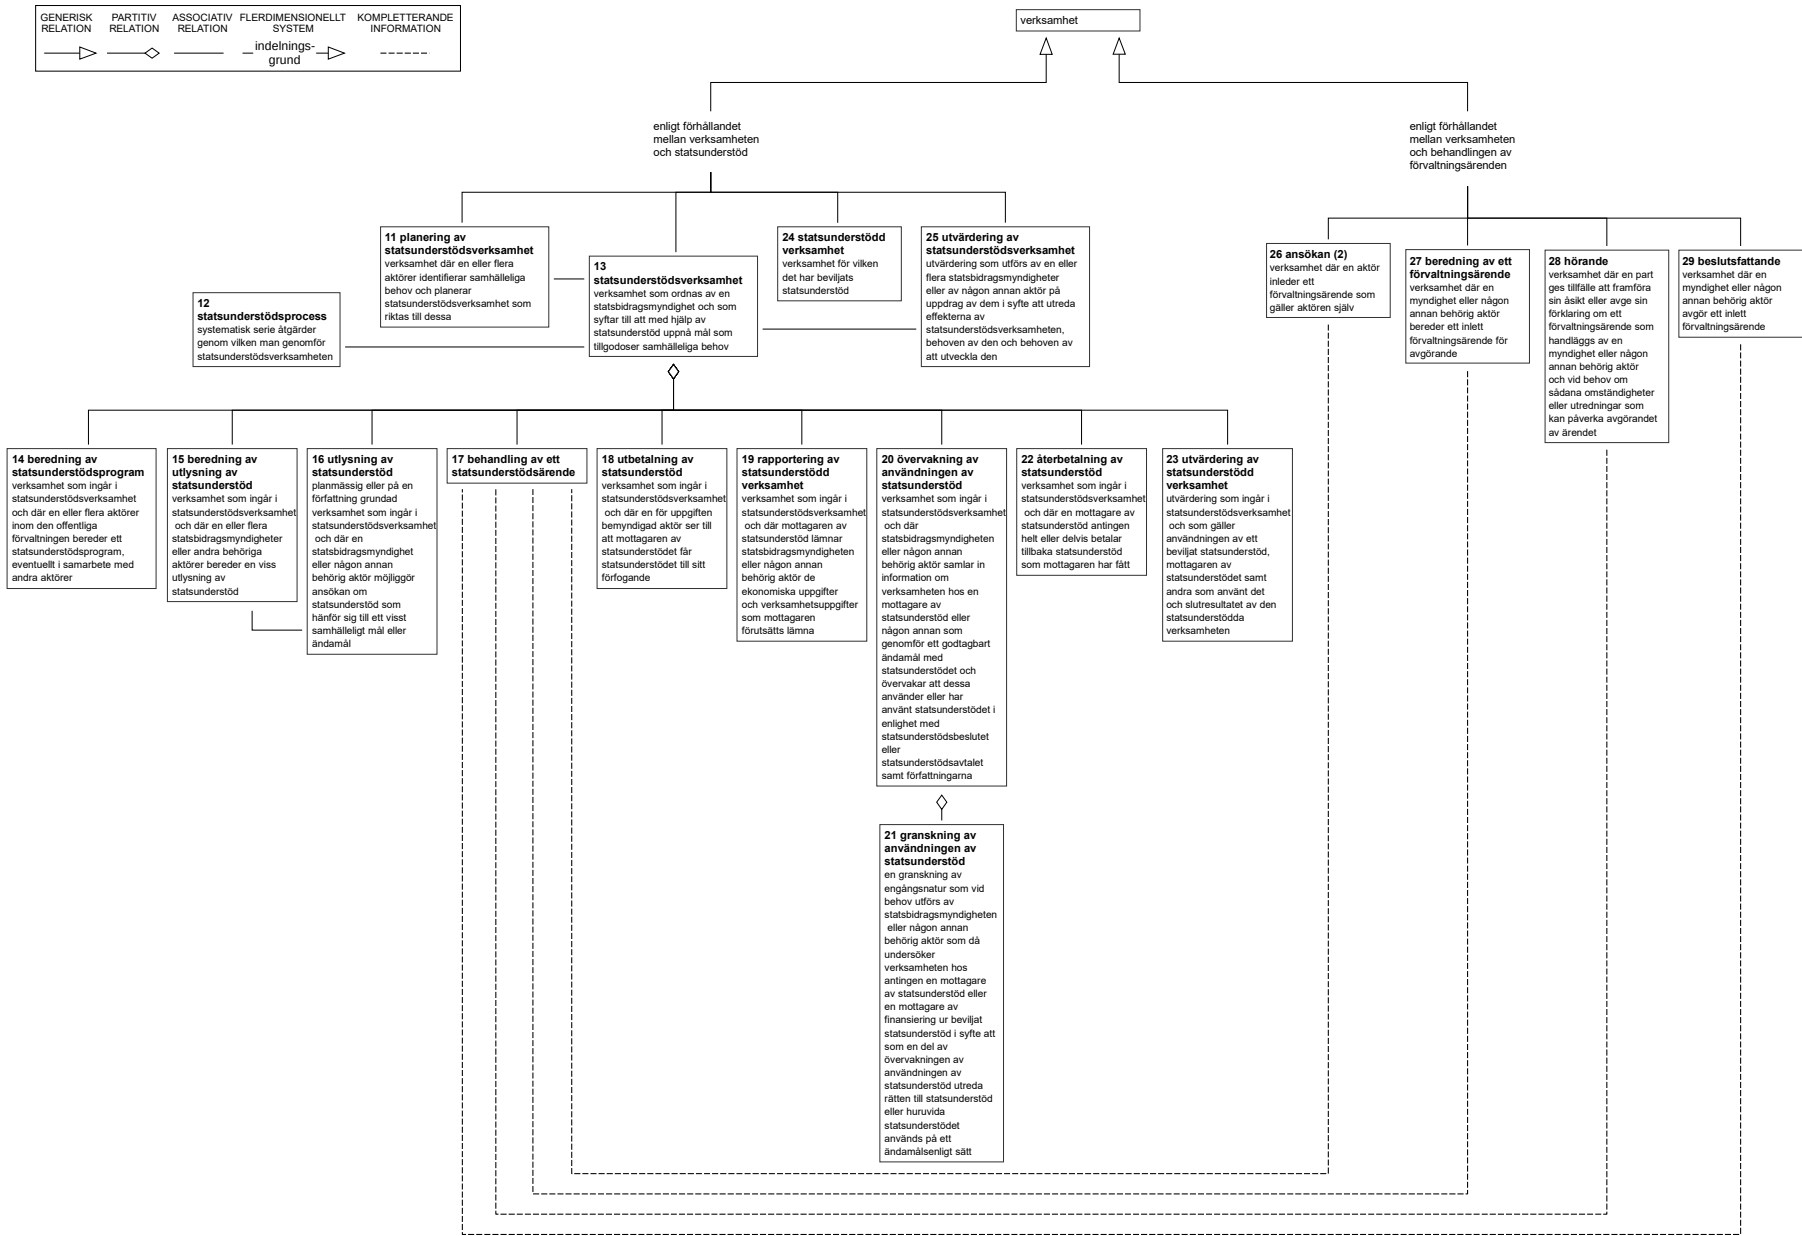 GENERISK
RELATION
PARTITIV
RELATION
ASSOCIATIV
RELATION
FLERDIMENSIONELLT
SYSTEM
KOMPLETTERANDE
INFORMATION
indelnings-
grund
verksamhet
enligt förhållandet
mellan verksamheten
och statsunderstöd
enligt förhållandet
mellan verksamheten
och behandlingen av
förvaltningsärenden
11 planering av
statsunderstödsverksamhet
verksamhet där en eller flera
aktörer identifierar samhälleliga
behov och planerar
statsunderstödsverksamhet som
riktas till dessa
12
statsunderstödsprocess
systematisk serie åtgärder
genom vilken man genomför
statsunderstödsverksamheten
13
statsunderstödsverksamhet
verksamhet som ordnas av en
statsbidragsmyndighet och som
syftar till att med hjälp av
statsunderstöd uppnå mål som
tillgodoser samhälleliga behov
24 statsunderstödd
verksamhet
verksamhet för vilken
det har beviljats
statsunderstöd
25 utvärdering av
statsunderstödsverksamhet
utvärdering som utförs av en eller
flera statsbidragsmyndigheter
eller av någon annan aktör på
uppdrag av dem i syfte att utreda
effekterna av
statsunderstödsverksamheten,
behoven av den och behoven av
att utveckla den
26 ansökan (2)
verksamhet där en aktör
inleder ett
förvaltningsärende som
gäller aktören själv
27 beredning av ett
förvaltningsärende
verksamhet där en
myndighet eller någon
annan behörig aktör
bereder ett inlett
förvaltningsärende för
avgörande
28 hörande
verksamhet där en part
ges tillfälle att framföra
sin åsikt eller avge sin
förklaring om ett
förvaltningsärende som
handläggs av en
myndighet eller någon
annan behörig aktör
och vid behov om
sådana omständigheter
eller utredningar som
kan påverka avgörandet
av ärendet
29 beslutsfattande
verksamhet där en
myndighet eller någon
annan behörig aktör
avgör ett inlett
förvaltningsärende
14 beredning av
statsunderstödsprogram
verksamhet som ingår i
statsunderstödsverksamhet
och där en eller flera aktörer
inom den offentliga
förvaltningen bereder ett
statsunderstödsprogram,
eventuellt i samarbete med
andra aktörer
15 beredning av
utlysning av
statsunderstöd
verksamhet som ingår i
statsunderstödsverksamhet
och där en eller flera
statsbidragsmyndigheter
eller andra behöriga
aktörer bereder en viss
utlysning av
statsunderstöd
16 utlysning av
statsunderstöd
planmässig eller på en
författning grundad
verksamhet som ingår i
statsunderstödsverksamhet
och där en
statsbidragsmyndighet
eller någon annan
behörig aktör möjliggör
ansökan om
statsunderstöd som
hänför sig till ett visst
samhälleligt mål eller
ändamål
17 behandling av ett
statsunderstödsärende
18 utbetalning av
statsunderstöd
verksamhet som ingår i
statsunderstödsverksamhet
och där en för uppgiften
bemyndigad aktör ser till
att mottagaren av
statsunderstödet får
statsunderstödet till sitt
förfogande
19 rapportering av
statsunderstödd
verksamhet
verksamhet som ingår i
statsunderstödsverksamhet
och där mottagaren av
statsunderstöd lämnar
statsbidragsmyndigheten
eller någon annan
behörig aktör de
ekonomiska uppgifter
och verksamhetsuppgifter
som mottagaren
förutsätts lämna
20 övervakning av
användningen av
statsunderstöd
verksamhet som ingår i
statsunderstödsverksamhet
och där
statsbidragsmyndigheten
eller någon annan
behörig aktör samlar in
information om
verksamheten hos en
mottagare av
statsunderstöd eller
någon annan som
genomför ett godtagbart
ändamål med
statsunderstödet och
övervakar att dessa
använder eller har
använt statsunderstödet i
enlighet med
statsunderstödsbeslutet
eller
statsunderstödsavtalet
samt författningarna
22 återbetalning av
statsunderstöd
verksamhet som ingår i
statsunderstödsverksamhet
och där en mottagare av
statsunderstöd antingen
helt eller delvis betalar
tillbaka statsunderstöd
som mottagaren har fått
23 utvärdering av
statsunderstödd
verksamhet
utvärdering som ingår i
statsunderstödsverksamhet
och som gäller
användningen av ett
beviljat statsunderstöd,
mottagaren av
statsunderstödet samt
andra som använt det
och slutresultatet av den
statsunderstödda
verksamheten
21 granskning av
användningen av
statsunderstöd
en granskning av
engångsnatur som vid
behov utförs av
statsbidragsmyndigheten
eller någon annan
behörig aktör som då
undersöker
verksamheten hos
antingen en mottagare
av statsunderstöd eller
en mottagare av
finansiering ur beviljat
statsunderstöd i syfte att
som en del av
övervakningen av
användningen av
statsunderstöd utreda
rätten till statsunderstöd
eller huruvida
statsunderstödet
används på ett
ändamålsenligt sätt